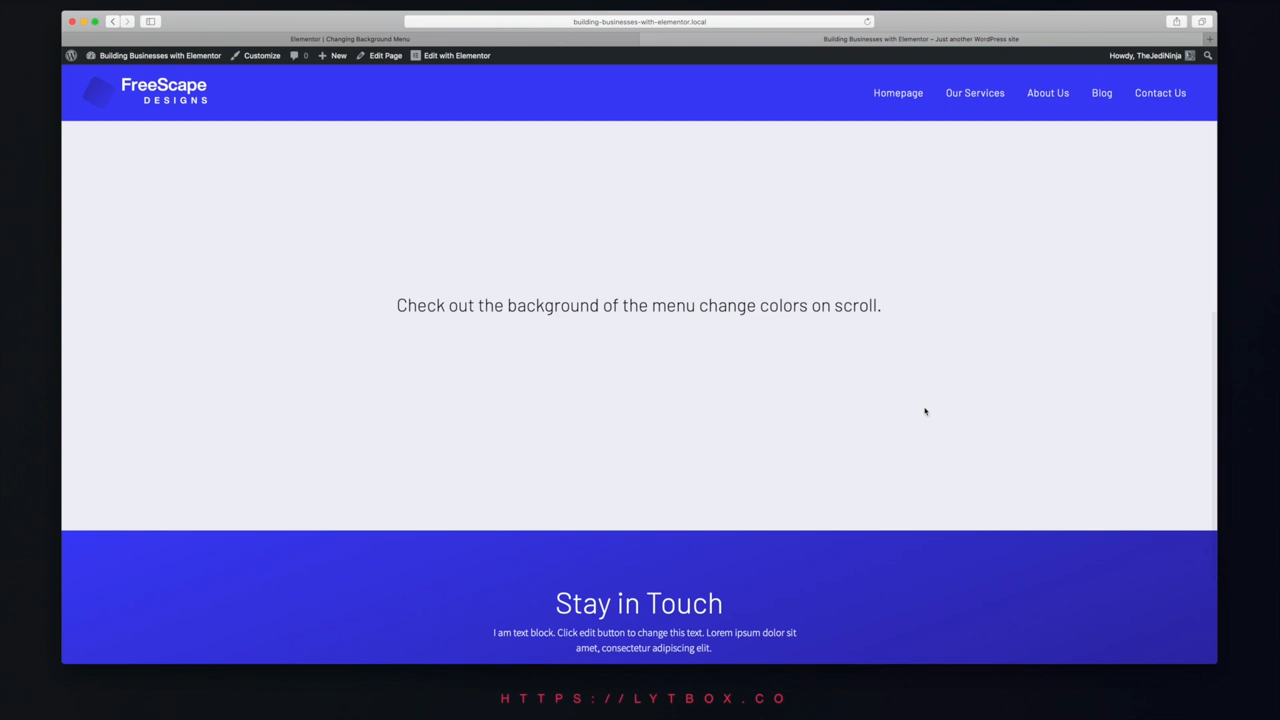 building-businesses-with-elementor.local
Elementor | Changing Background Menu
Building Businesses with Elementor – Just another WordPress site
Building Businesses with Elementor Customize 0 New Edit Page Edit with Elementor Howdy, TheJediNinja
FreeScape
DESIGNS
Homepage Our Services About Us Blog Contact Us
Check out the background of the menu change colors on scroll.
Stay in Touch
I am text block. Click edit button to change this text. Lorem ipsum dolor sit
amet, consectetur adipiscing elit.
HTTPS://LYTBOX.CO